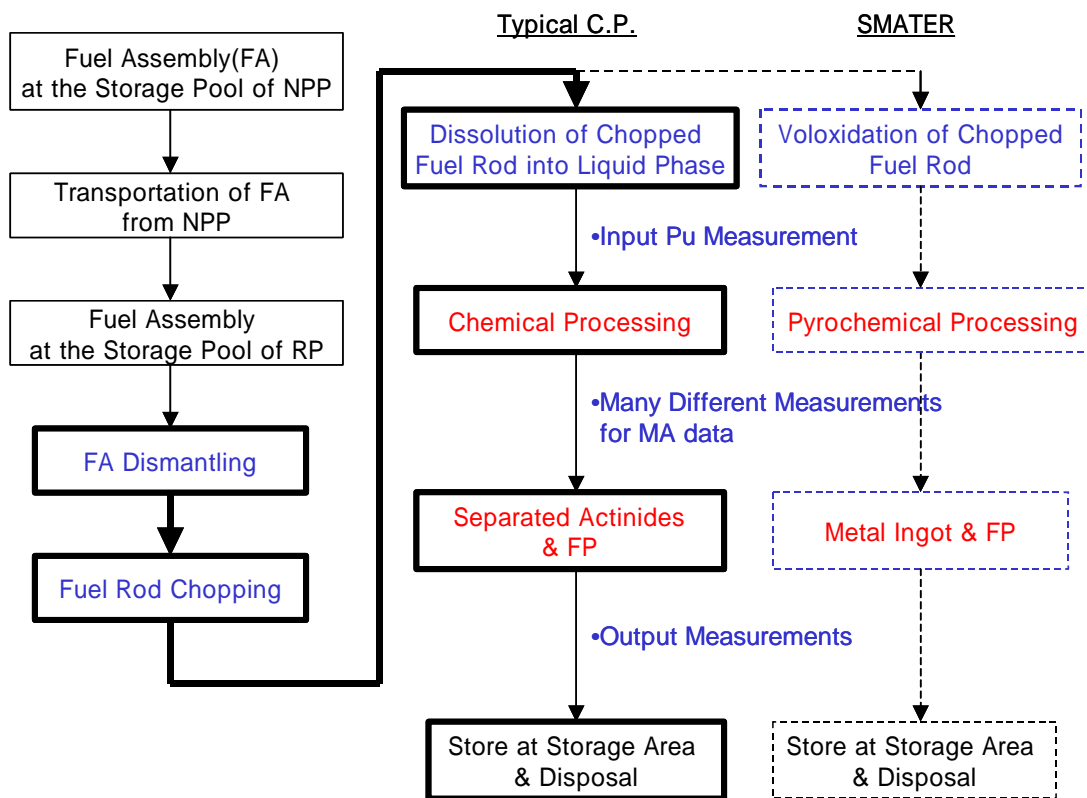 Fuel Assembly(FA)
at the Storage Pool of NPP
Transportation of FA
from NPP
Fuel Assembly
at the Storage Pool of RP
FA Dismantling
Fuel Rod Chopping
Typical C.P.
Dissolution of Chopped
Fuel Rod into Liquid Phase
•Input Pu Measurement
Chemical Processing
•Many Different Measurements
for MA data
Separated Actinides
& FP
•Output Measurements
Store at Storage Area
& Disposal
SMATER
Voloxidation of Chopped
Fuel Rod
Pyrochemical Processing
Metal Ingot & FP
Store at Storage Area
& Disposal